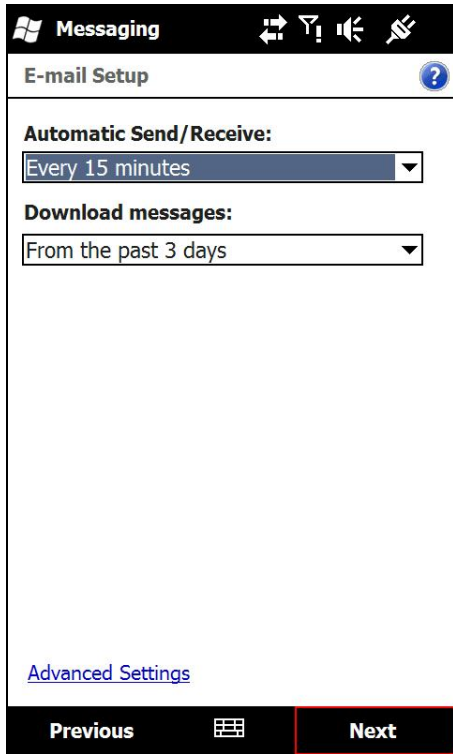 Messaging
E-mail Setup
?
Automatic Send/Receive:
Every 15 minutes
Download messages:
From the past 3 days
Advanced Settings
Previous
Next